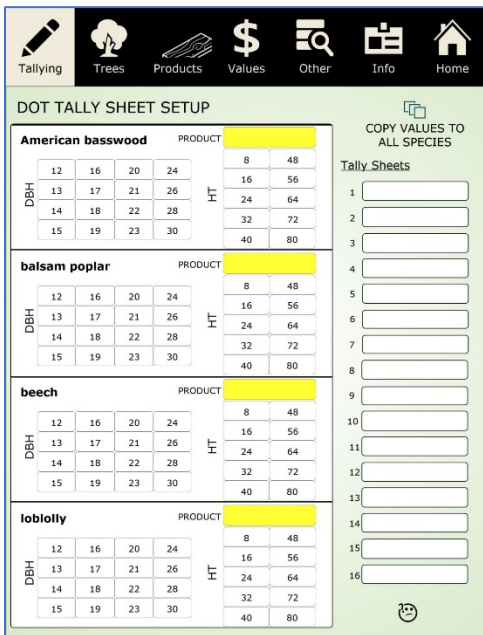 Tallying Trees Products Values Other Info Home
DOT TALLY SHEET SETUP
COPY VALUES TO
ALL SPECIES
Tally Sheets
American basswood PRODUCT
DBH
12 16 20 24
13 17 21 26
14 18 22 28
15 19 23 30
HT
8 48
16 56
24 64
32 72
40 80
balsam poplar PRODUCT
DBH
12 16 20 24
13 17 21 26
14 18 22 28
15 19 23 30
HT
8 48
16 56
24 64
32 72
40 80
beech PRODUCT
DBH
12 16 20 24
13 17 21 26
14 18 22 28
15 19 23 30
HT
8 48
16 56
24 64
32 72
40 80
loblolly PRODUCT
DBH
12 16 20 24
13 17 21 26
14 18 22 28
15 19 23 30
HT
8 48
16 56
24 64
32 72
40 80
1
2
3
4
5
6
7
8
9
10
11
12
13
14
15
16